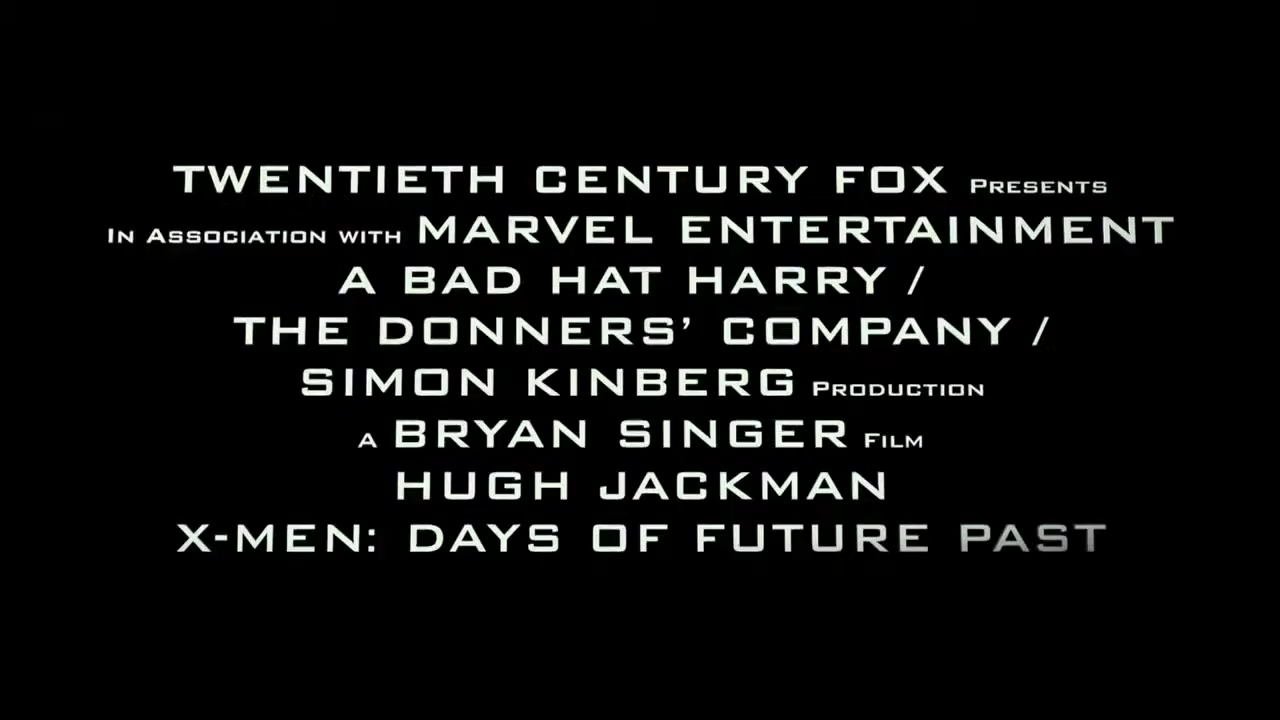 TWENTIETH CENTURY FOX PRESENTS
IN ASSOCIATION WITH MARVEL ENTERTAINMENT
A BAD HAT HARRY /
THE DONNERS’ COMPANY /
SIMON KINBERG PRODUCTION
A BRYAN SINGER FILM
HUGH JACKMAN
X-MEN: DAYS OF FUTURE PAST